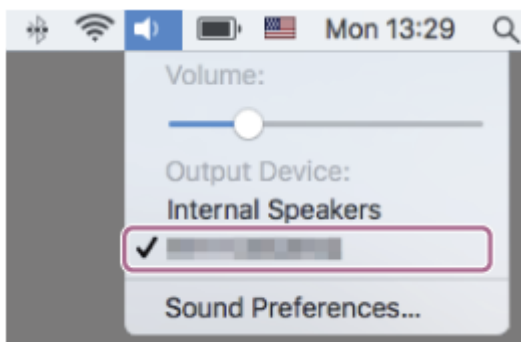 Mon 13:29
Volume:
Output Device:
Internal Speakers
Sound Preferences...